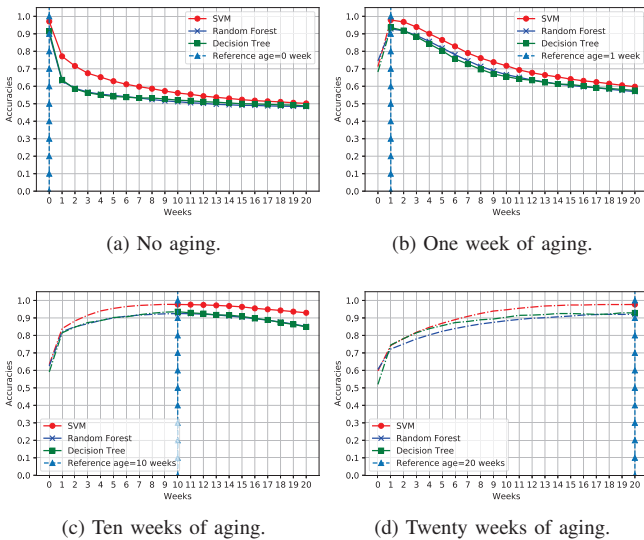 1,0
0,9
0,8
0,7
0,6
0,5
0,4
0,3
0,2
0,1
0,0
Accuracies
SVM
Random Forest
Decision Tree
Reference age=0 week
0 1 2 3 4 5 6 7 8 9 10 11 12 13 14 15 16 17 18 19 20
Weeks
(a) No aging.
1,0
0,9
0,8
0,7
0,6
0,5
0,4
0,3
0,2
0,1
0,0
Accuracies
SVM
Random Forest
Decision Tree
Reference age=1 week
0 1 2 3 4 5 6 7 8 9 10 11 12 13 14 15 16 17 18 19 20
Weeks
(b) One week of aging.
1,0
0,9
0,8
0,7
0,6
0,5
0,4
0,3
0,2
0,1
0,0
Accuracies
SVM
Random Forest
Decision Tree
Reference age=10 weeks
0 1 2 3 4 5 6 7 8 9 10 11 12 13 14 15 16 17 18 19 20
Weeks
(c) Ten weeks of aging.
1,0
0,9
0,8
0,7
0,6
0,5
0,4
0,3
0,2
0,1
0,0
Accuracies
SVM
Random Forest
Decision Tree
Reference age=20 weeks
0 1 2 3 4 5 6 7 8 9 10 11 12 13 14 15 16 17 18 19 20
Weeks
(d) Twenty weeks of aging.